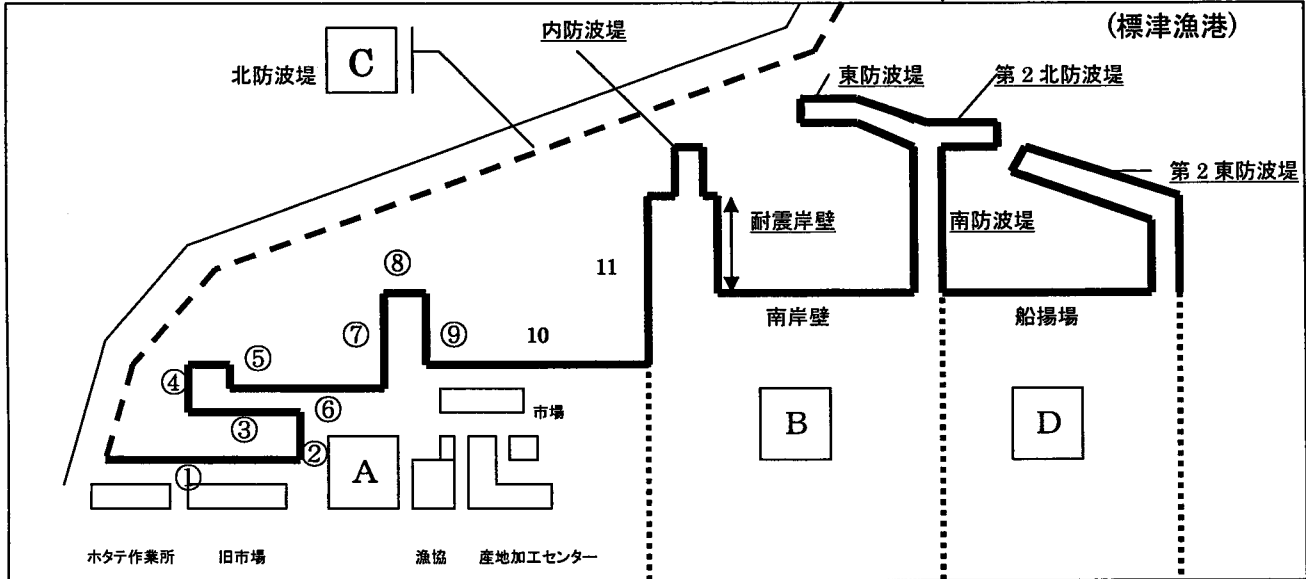 (標津漁港)
内防波堤
北防波堤
C
東防波堤
第2北防波堤
第2東防波堤
耐震岸壁
南防波堤
⑧
11
南岸壁
船揚場
⑦
⑨
10
⑤
④
⑥
市場
③
B
D
②
A
①
ホタテ作業所
旧市場
漁協
産地加工センター